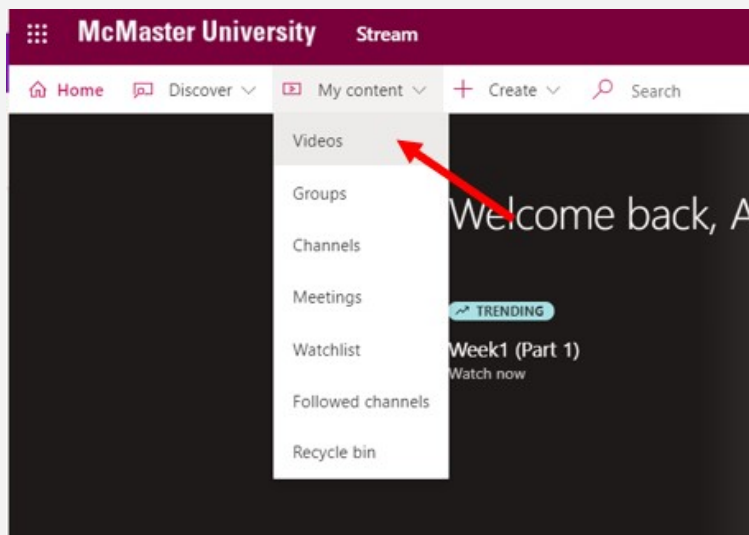 McMaster University Stream
Home Discover My content Create Search
Videos
Groups
Channels
Meetings
Watchlist
Followed channels
Recycle bin
Welcome back, A
TRENDING
Week1 (Part 1)
Watch now